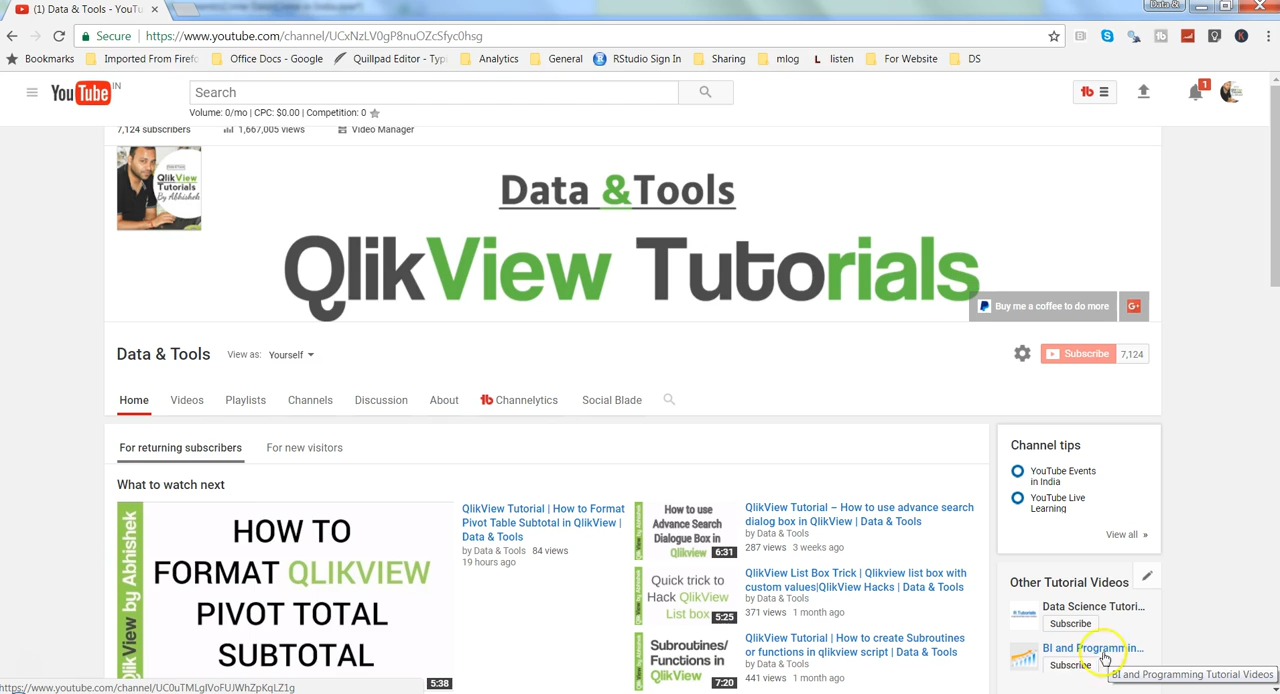 (1) Data & Tools - YouTu
Data &
Secure
https://www.youtube.com/channel/UCxNzLV0gP8nuOZcSfyc0hsg
Bookmarks
Imported From Firefo
Office Docs - Google
Quillpad Editor - Typ
Analytics
General
RStudio Sign In
Sharing
mlog
L listen
For Website
DS
YouTube IN
Search
1
Volume: 0/mo | CPC: $0.00 | Competition: 0
7,124 subscribers
1,667,005 views
Video Manager
Data &Tools
QlikView Tutorials
QlikView
Tutorials
By Abhishek
Buy me a coffee to do more
G+
Data & Tools
View as: Yourself
Subscribe 7,124
Home
Videos
Playlists
Channels
Discussion
About
Channelytics
Social Blade
For returning subscribers
For new visitors
What to watch next
QlikView by Abhishek
HOW TO
FORMAT QLIKVIEW
PIVOT TOTAL
SUBTOTAL
5:38
QlikView Tutorial | How to Format
Pivot Table Subtotal in QlikView |
Data & Tools
by Data & Tools 84 views
19 hours ago
How to use
Advance Search
Dialogue Box in
Qlikview
6:31
QlikView Tutorial – How to use advance search
dialog box in QlikView | Data & Tools
by Data & Tools
287 views 3 weeks ago
Quick trick to
Hack QlikView
List box
5:25
QlikView List Box Trick | Qlikview list box with
custom values|QlikView Hacks | Data & Tools
by Data & Tools
371 views 1 month ago
Subroutines/
Functions in
QlikView
7:20
QlikView Tutorial | How to create Subroutines
or functions in qlikview script | Data & Tools
by Data & Tools
441 views 1 month ago
Channel tips
YouTube Events
in India
YouTube Live
Learning
View all »
Other Tutorial Videos
Data Science Tutori...
Subscribe
BI and Programmin...
Subscribe
BI and Programming Tutorial Videos
https://www.youtube.com/channel/UC0uTMLgIVoFUJWhZpKqLZ1g